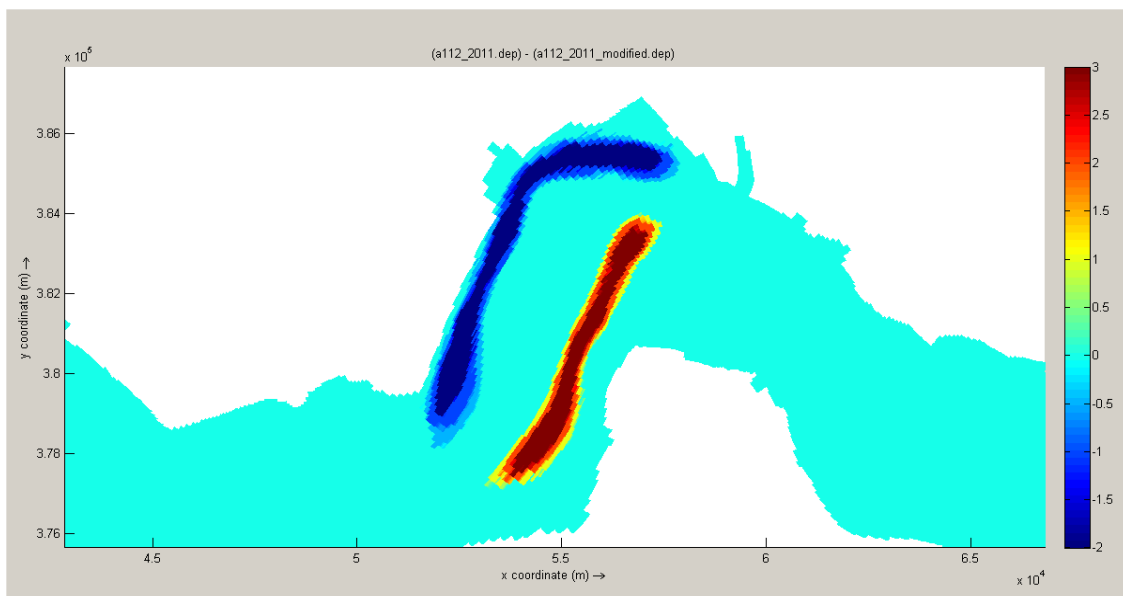 (a112_2011.dep) - (a112_2011_modified.dep)
x 10^5
3.86
3.84
3.82
3.8
3.78
3.76
y coordinate (m) →
4.5 5 5.5 6 6.5
x coordinate (m) →
x 10^4
3
2.5
2
1.5
1
0.5
0
-0.5
-1
-1.5
-2